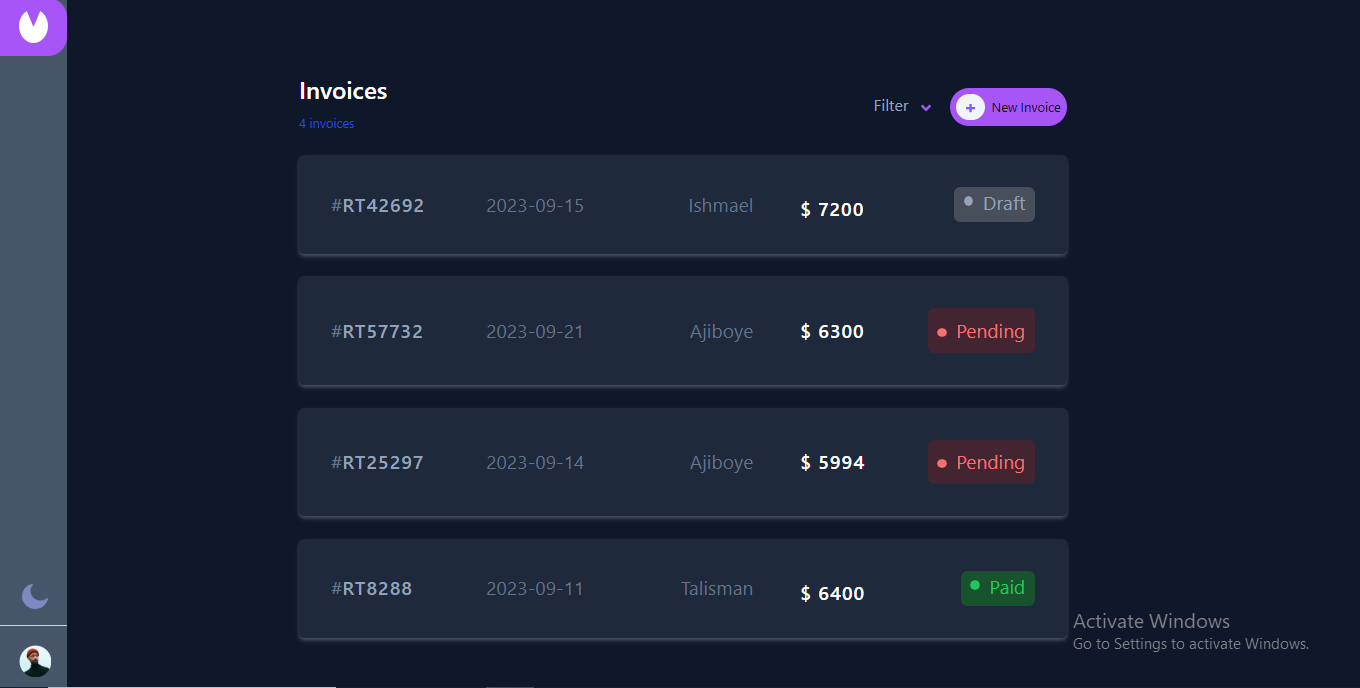 Invoices
4 invoices
Filter
+ New Invoice
#RT42692 2023-09-15 Ishmael $ 7200 Draft
#RT57732 2023-09-21 Ajiboye $ 6300 Pending
#RT25297 2023-09-14 Ajiboye $ 5994 Pending
#RT8288 2023-09-11 Talisman $ 6400 Paid
Activate Windows
Go to Settings to activate Windows.